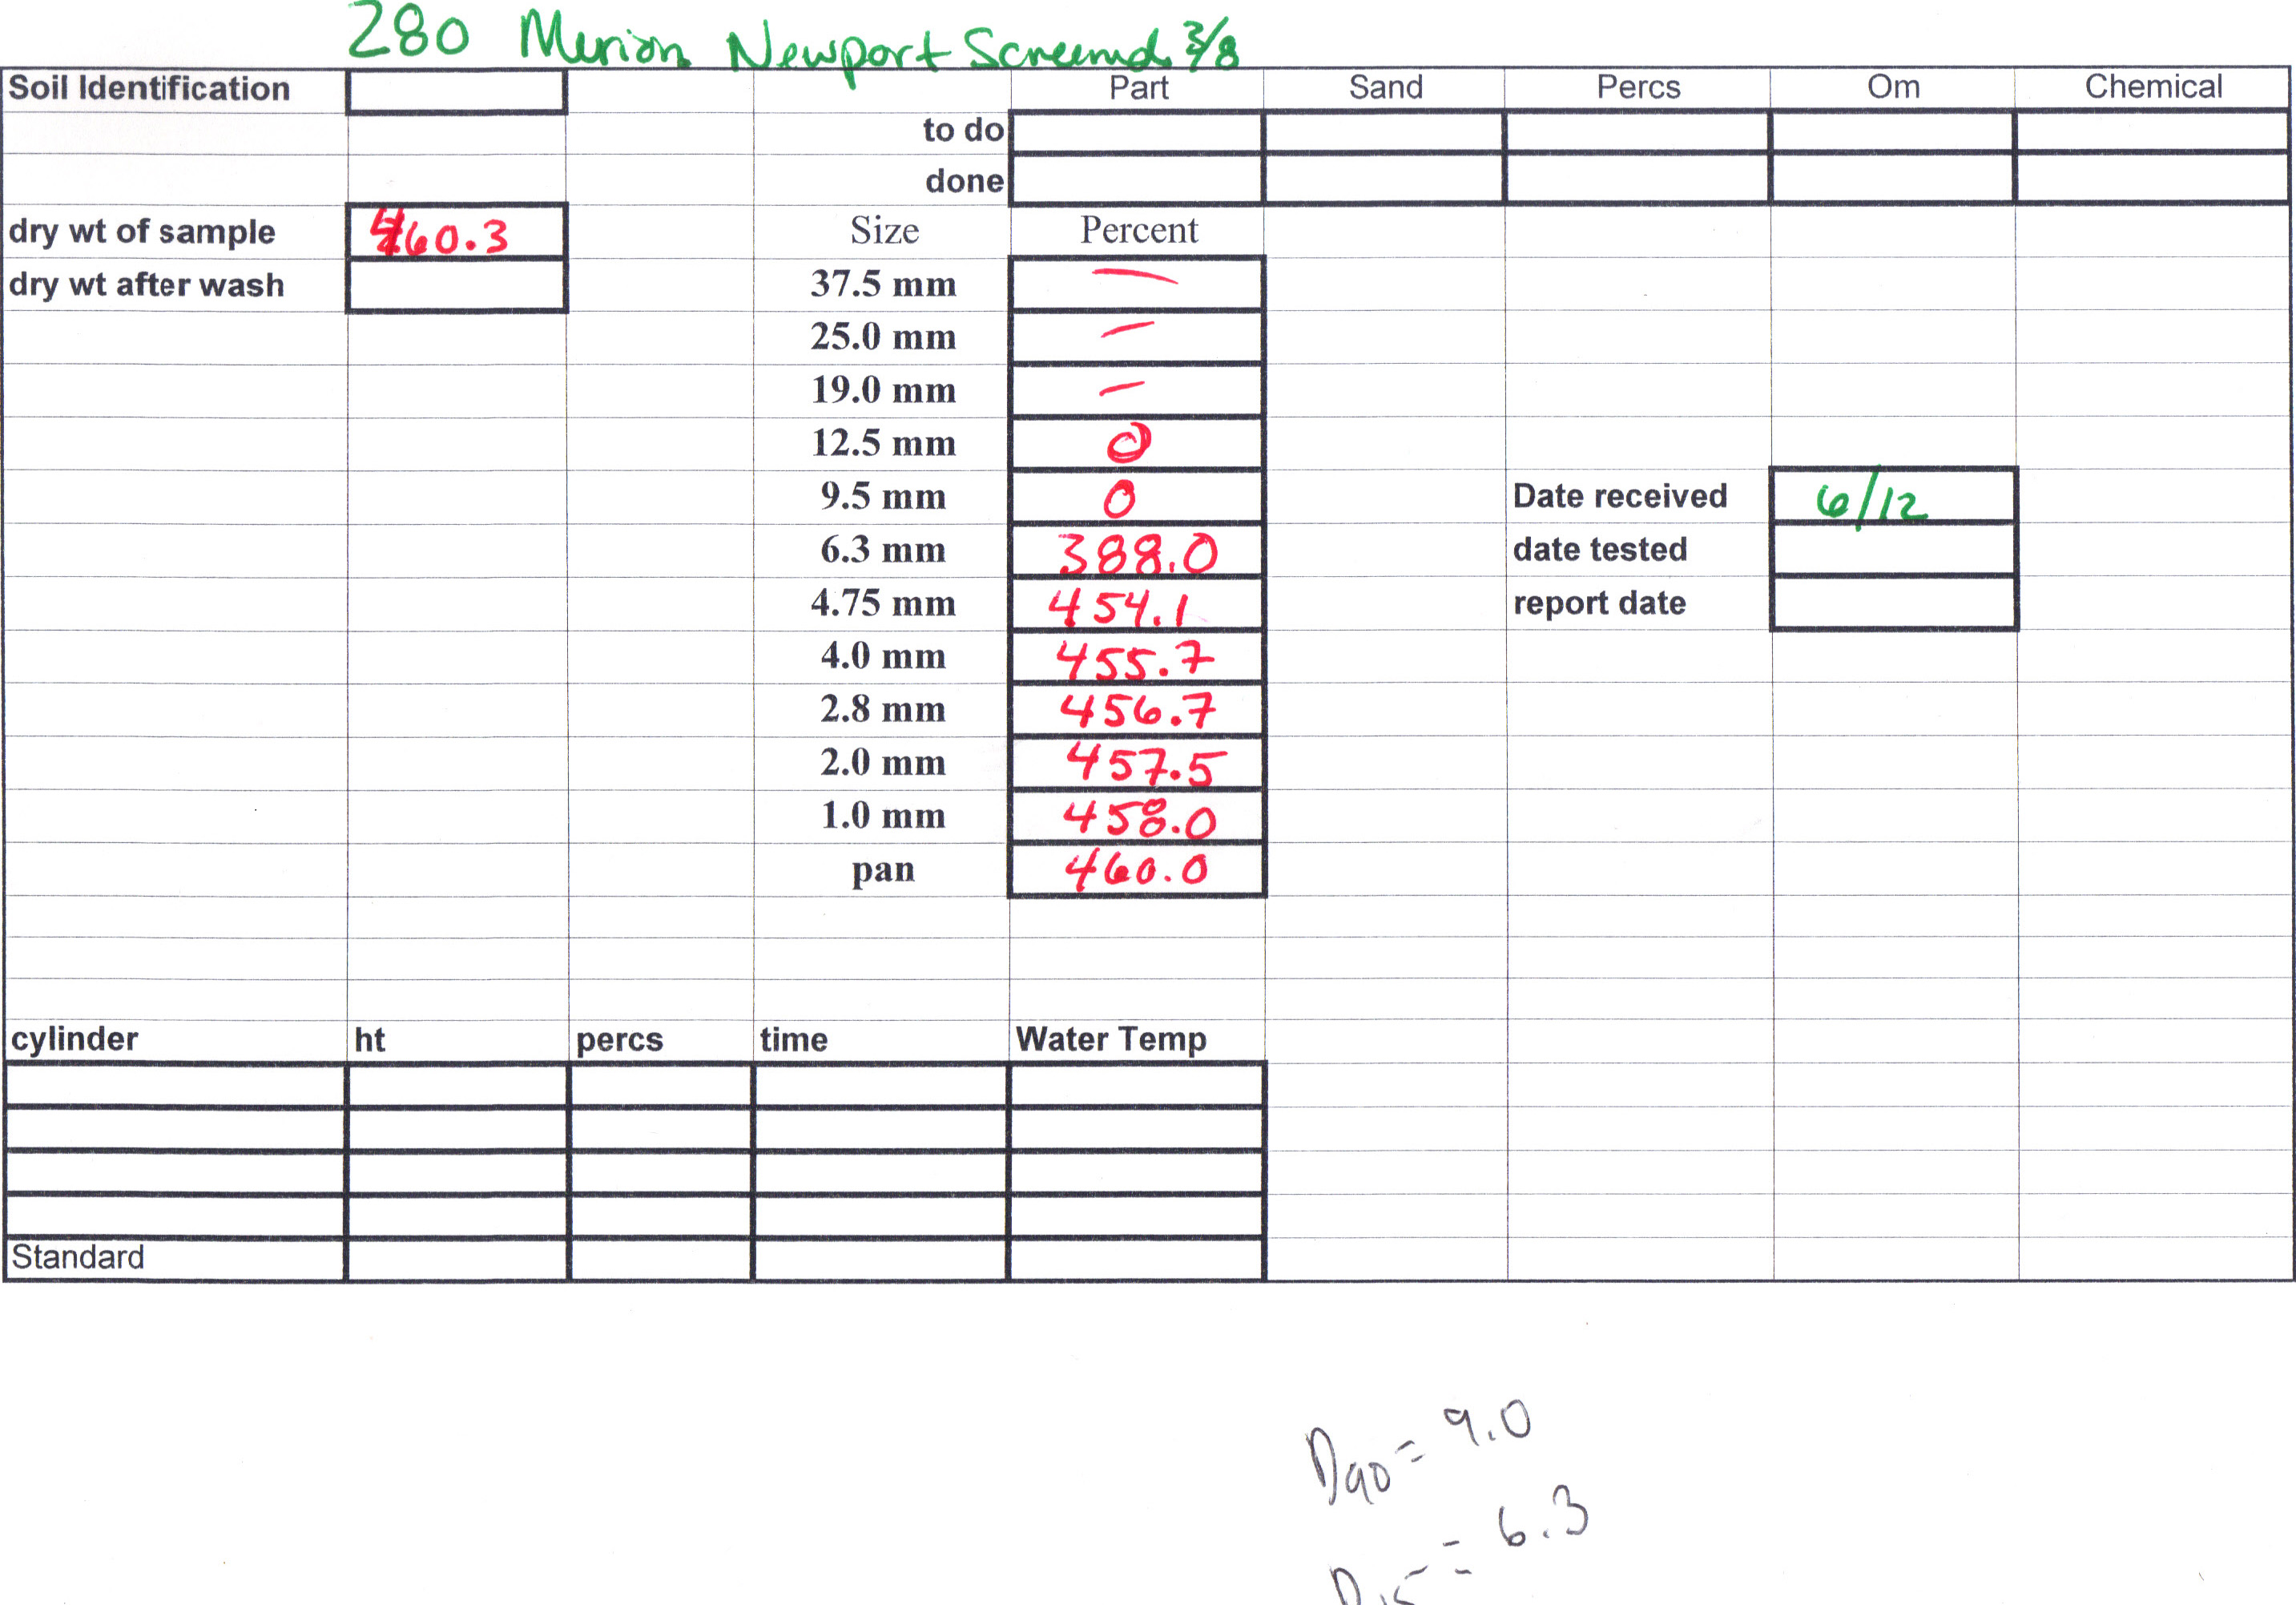 280 Merion Newport Screened 3/8
Soil Identification Part Sand Percs Om Chemical
to do
done
dry wt of sample 460.3 Size Percent
dry wt after wash 37.5 mm —
25.0 mm —
19.0 mm —
12.5 mm 0
9.5 mm 0 Date received 6/12
6.3 mm 388.0 date tested
4.75 mm 454.1 report date
4.0 mm 455.7
2.8 mm 456.7
2.0 mm 457.5
1.0 mm 458.0
pan 460.0
cylinder ht percs time Water Temp
Standard
D90 = 9.0
D15 = 6.3